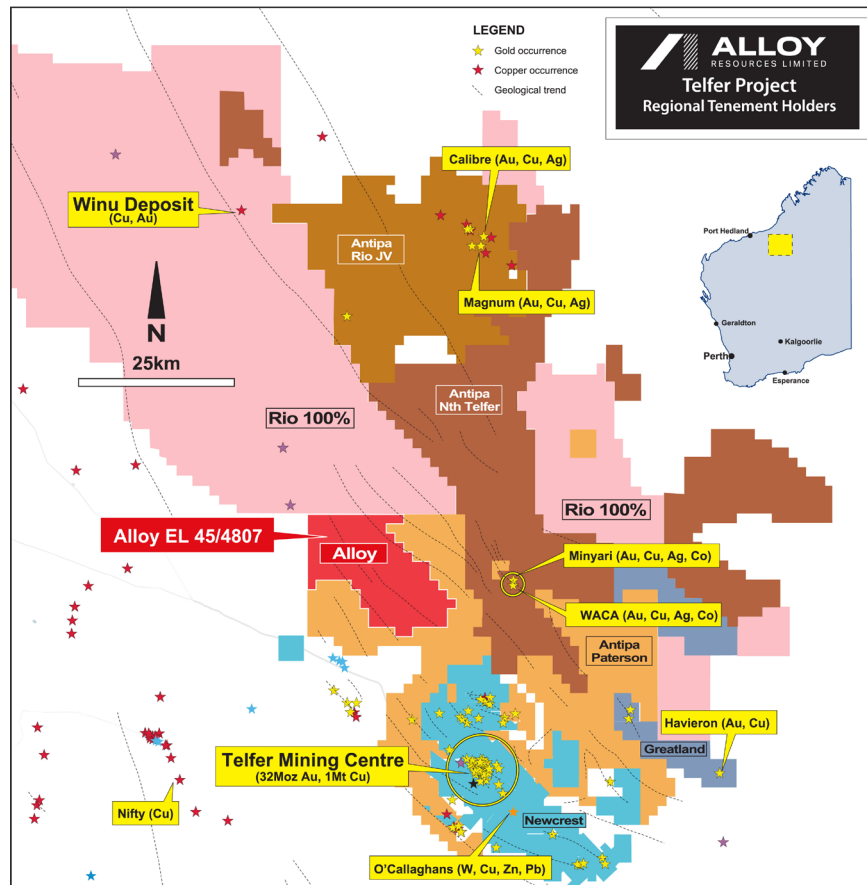 LEGEND
Gold occurrence
Copper occurrence
Geological trend
ALLOY
RESOURCES LIMITED
Telfer Project
Regional Tenement Holders
Calibre (Au, Cu, Ag)
Winu Deposit
(Cu, Au)
Antipa
Rio JV
Magnum (Au, Cu, Ag)
N
25km
Port Hedland
Geraldton
Kalgoorlie
Perth
Esperance
Antipa
Nth Telfer
Rio 100%
Rio 100%
Alloy EL 45/4807
Alloy
Minyari (Au, Cu, Ag, Co)
WACA (Au, Cu, Ag, Co)
Antipa
Paterson
Havieron (Au, Cu)
Greatland
Telfer Mining Centre
(32Moz Au, 1Mt Cu)
Nifty (Cu)
Newcrest
O'Callaghans (W, Cu, Zn, Pb)